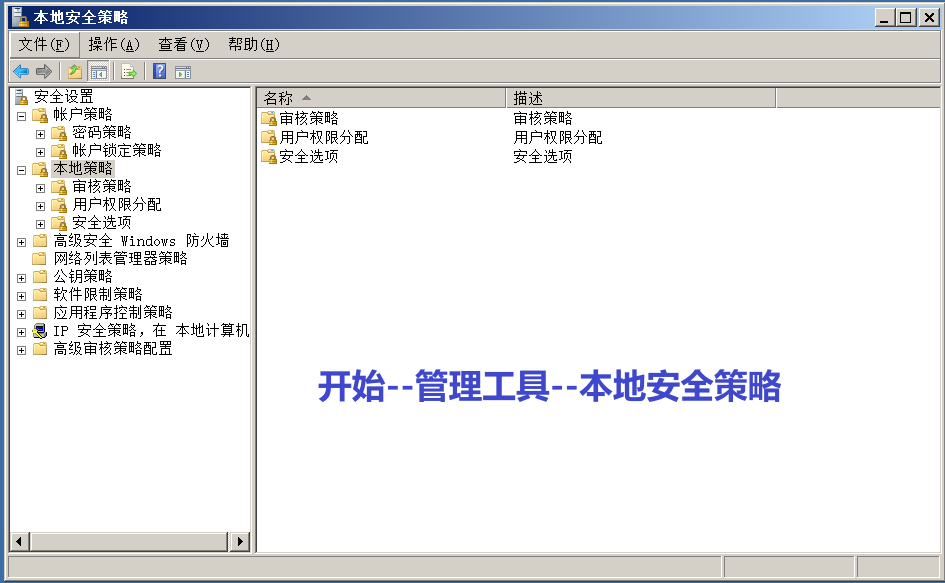 本地安全策略
文件(F) 操作(A) 查看(V) 帮助(H)
安全设置
帐户策略
密码策略
帐户锁定策略
本地策略
审核策略
用户权限分配
安全选项
高级安全 Windows 防火墙
网络列表管理器策略
公钥策略
软件限制策略
应用程序控制策略
IP 安全策略，在 本地计算机
高级审核策略配置
名称 描述
审核策略 审核策略
用户权限分配 用户权限分配
安全选项 安全选项
开始--管理工具--本地安全策略